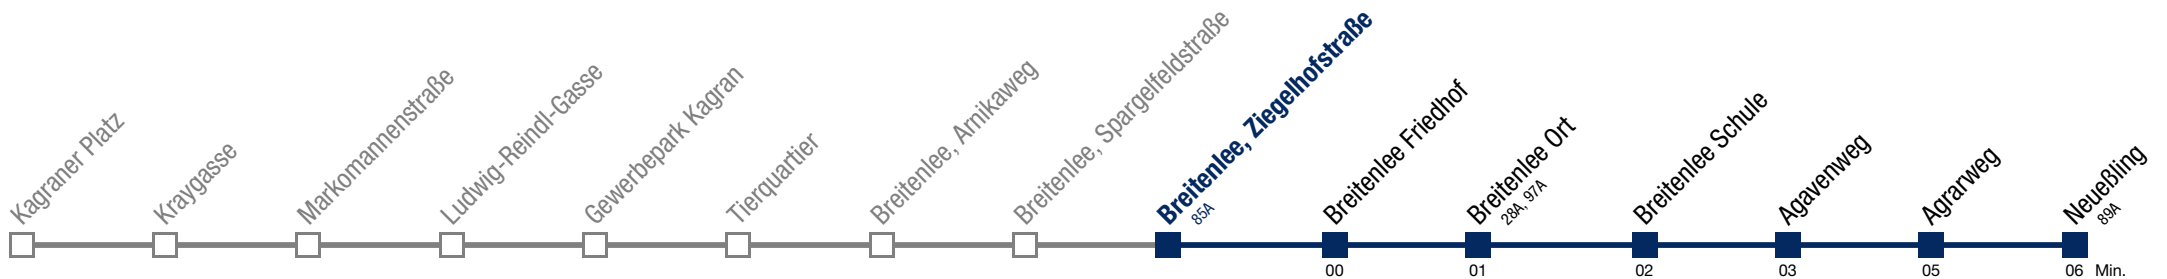 Kagraner Platz
Kraygasse
Markomannenstraße
Ludwig-Reindl-Gasse
Gewerbepark Kagran
Tierquartier
Breitenlee, Arnikaweg
Breitenlee, Spargelfeldstraße
Breitenlee, Ziegelhofstraße
85A
Breitenlee Friedhof
Breitenlee Ort
28A, 97A
Breitenlee Schule
Agavenweg
Agrarweg
Neueßling
89A
00 01 02 03 05 06 Min.